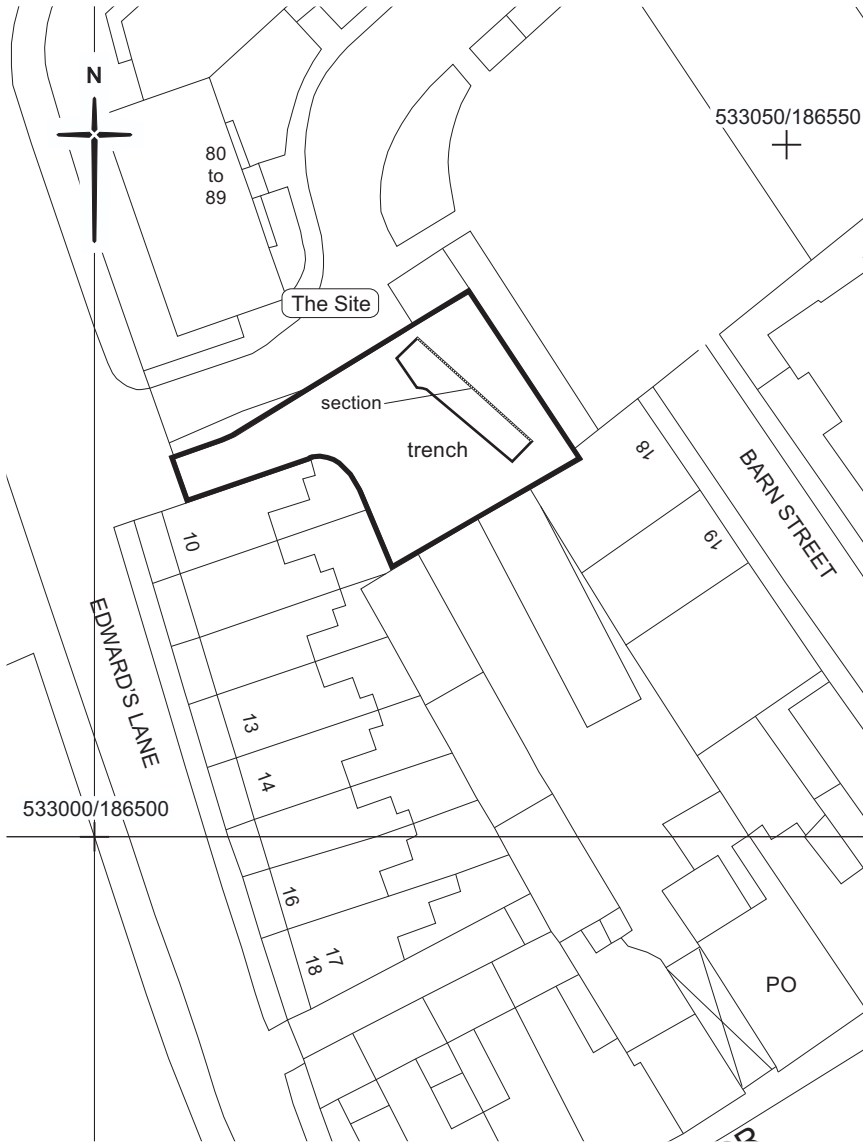 N
533050/186550
80
to
89
The Site
section
trench
18
19
BARN STREET
10
EDWARD'S LANE
13
14
533000/186500
16
17
18
PO